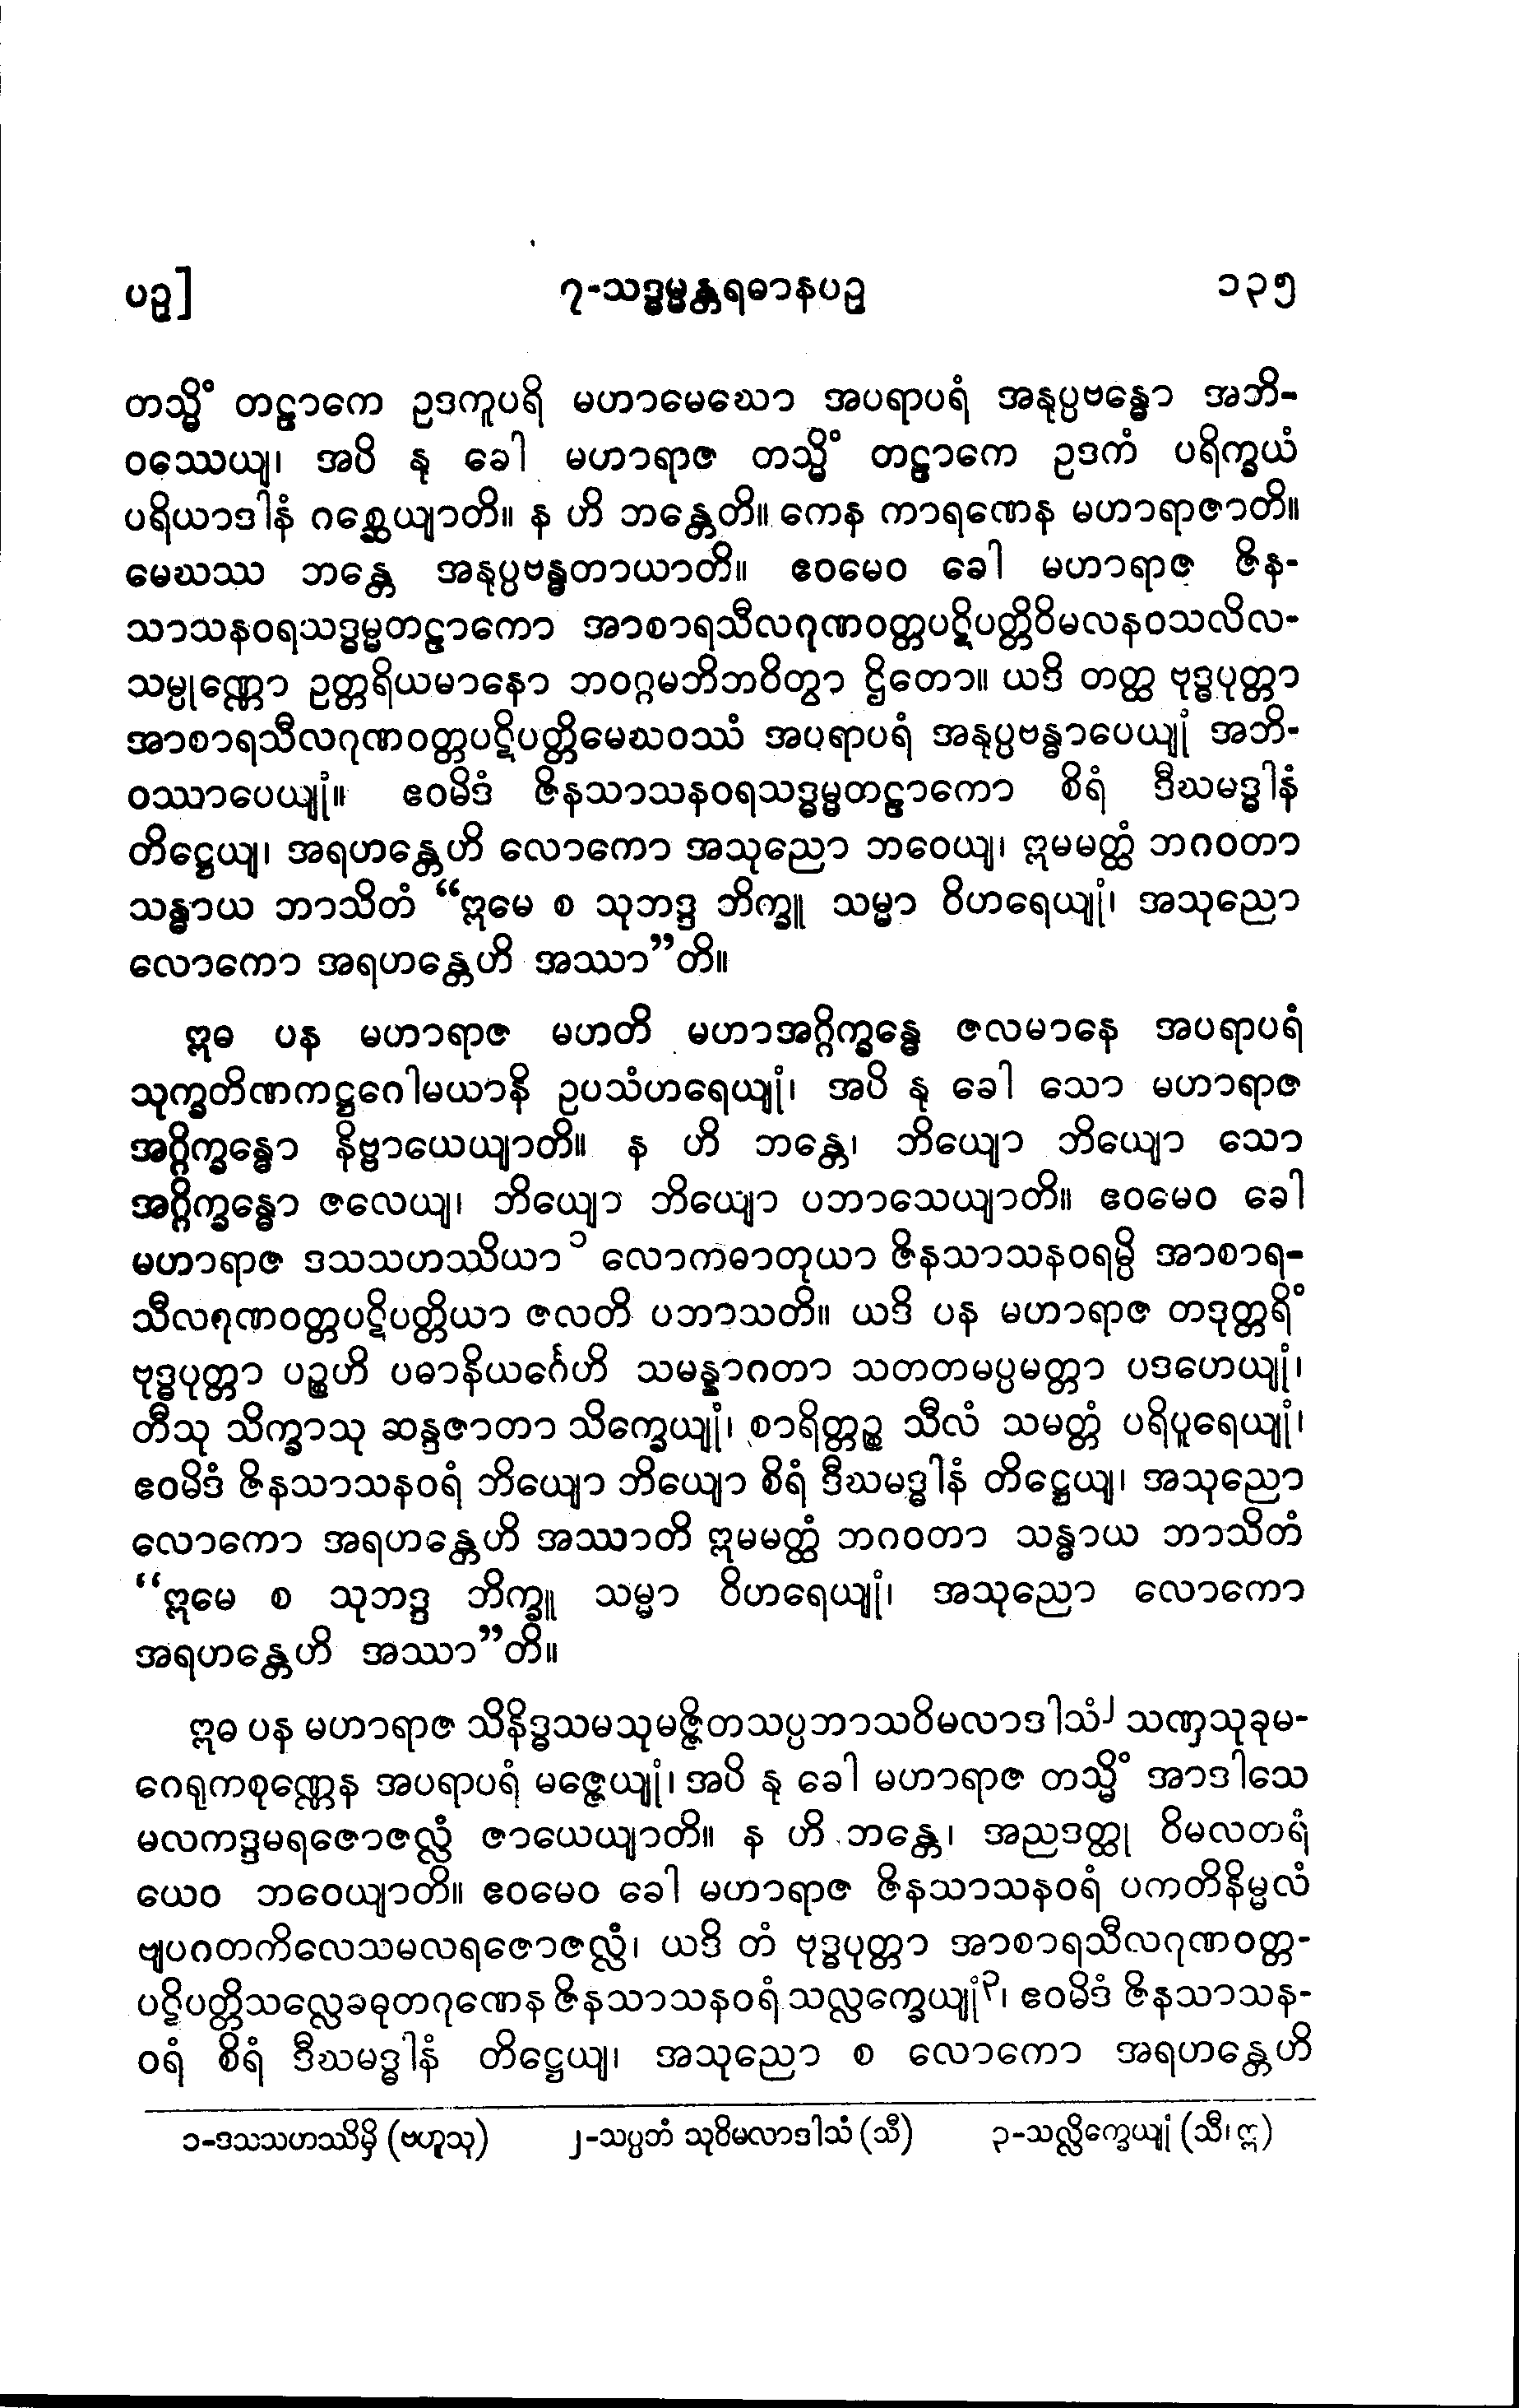 ပဥှ] ၇-သဒ္ဓမ္မန္တရဓာနပဥှ ၁၃၅
တသ္မိံ တဠာကေ ဥဒကူပရိ မဟာမေဃော အပရာပရံ အနုပ္ပဗန္ဓော အဘိ-
ဝဿေယျ၊ အပိ နု ခေါ မဟာရာဇ တသ္မိံ တဠာကေ ဥဒကံ ပရိက္ခယံ
ပရိယာဒါနံ ဂစ္ဆေယျာတိ။ န ဟိ ဘန္တေတိ။ ကေန ကာရဏေန မဟာရာဇာတိ။
မေဃဿ ဘန္တေ အနုပ္ပဗန္ဓတာယာတိ။ ဧဝမေဝ ခေါ မဟာရာဇ ဇိန-
သာသနဝရသဒ္ဓမ္မတဠာကော အာစာရသီလဂုဏဝတ္တပဋိပတ္တိဝိမလနဝသလိလ-
သမ္ပုဏ္ဏော ဥတ္တရိယမာနော ဘဝဂ္ဂမဘိဘဝိတွာ ဌိတော။ ယဒိ တတ္ထ ဗုဒ္ဓပုတ္တာ
အာစာရသီလဂုဏဝတ္တပဋိပတ္တိမေဃဝဿံ အပရာပရံ အနုပ္ပဗန္ဓာပေယျုံ အဘိ-
ဝဿာပေယျုံ။ ဧဝမိဒံ ဇိနသာသနဝရသဒ္ဓမ္မတဠာကော စိရံ ဒီဃမဒ္ဓါနံ
တိဋ္ဌေယျ၊ အရဟန္တေဟိ လောကော အသုညော ဘဝေယျ၊ ဣမမတ္ထံ ဘဂဝတာ
သန္ဓာယ ဘာသိတံ “ဣမေ စ သုဘဒ္ဒ ဘိက္ခူ သမ္မာ ဝိဟရေယျုံ၊ အသုညော
လောကော အရဟန္တေဟိ အဿာ”တိ။
ဣဓ ပန မဟာရာဇ မဟတိ မဟာအဂ္ဂိက္ခန္ဓေ ဇလမာနေ အပရာပရံ
သုက္ခတိဏကဋ္ဌဂေါမယာနိ ဥပသံဟရေယျုံ၊ အပိ နု ခေါ သော မဟာရာဇ
အဂ္ဂိက္ခန္ဓော နိဗ္ဗာယေယျာတိ။ န ဟိ ဘန္တေ၊ ဘိယျော ဘိယျော သော
အဂ္ဂိက္ခန္ဓော ဇလေယျ၊ ဘိယျော ဘိယျော ပဘာသေယျာတိ။ ဧဝမေဝ ခေါ
မဟာရာဇ ဒသသဟဿိယာ ၁ လောကဓာတုယာ ဇိနသာသနဝရမ္ပိ အာစာရ-
သီလဂုဏဝတ္တပဋိပတ္တိယာ ဇလတိ ပဘာသတိ။ ယဒိ ပန မဟာရာဇ တဒုတ္တရိံ
ဗုဒ္ဓပုတ္တာ ပဉ္စဟိ ပဓာနိယင်္ဂေဟိ သမန္နာဂတာ သတတမပ္ပမတ္တာ ပဒဟေယျုံ၊
တီသု သိက္ခာသု ဆန္ဒဇာတာ သိက္ခေယျုံ၊ စာရိတ္တဉ္စ သီလံ သမတ္တံ ပရိပူရေယျုံ၊
ဧဝမိဒံ ဇိနသာသနဝရံ ဘိယျော ဘိယျော စိရံ ဒီဃမဒ္ဓါနံ တိဋ္ဌေယျ၊ အသုညော
လောကော အရဟန္တေဟိ အဿာတိ ဣမမတ္ထံ ဘဂဝတာ သန္ဓာယ ဘာသိတံ
“ဣမေ စ သုဘဒ္ဒ ဘိက္ခူ သမ္မာ ဝိဟရေယျုံ၊ အသုညော လောကော
အရဟန္တေဟိ အဿာ”တိ။
ဣဓ ပန မဟာရာဇ သိနိဒ္ဓသမသုမဇ္ဇိတသပ္ပဘာသဝိမလာဒါသံ၂ သဏှသုခုမ-
ဂေရုကစုဏ္ဏေန အပရာပရံ မဇ္ဇေယျုံ၊ အပိ နု ခေါ မဟာရာဇ တသ္မိံ အာဒါသေ
မလကဒ္ဒမရဇောဇလ္လံ ဇာယေယျာတိ။ န ဟိ ဘန္တေ၊ အညဒတ္ထု ဝိမလတရံ
ယေဝ ဘဝေယျာတိ။ ဧဝမေဝ ခေါ မဟာရာဇ ဇိနသာသနဝရံ ပကတိနိမ္မလံ
ဗျပဂတကိလေသမလရဇောဇလ္လံ၊ ယဒိ တံ ဗုဒ္ဓပုတ္တာ အာစာရသီလဂုဏဝတ္တ-
ပဋိပတ္တိသလ္လေခဓုတဂုဏေန ဇိနသာသနဝရံ သလ္လက္ခေယျုံ၃၊ ဧဝမိဒံ ဇိနသာသန-
ဝရံ စိရံ ဒီဃမဒ္ဓါနံ တိဋ္ဌေယျ၊ အသုညော စ လောကော အရဟန္တေဟိ
၁-ဒသသဟဿိမှိ (ဗဟူသု) ၂-သပ္ပဘံ သုဝိမလာဒါသံ (သီ) ၃-သလ္လိက္ခေယျုံ (သီ၊ ဣ)